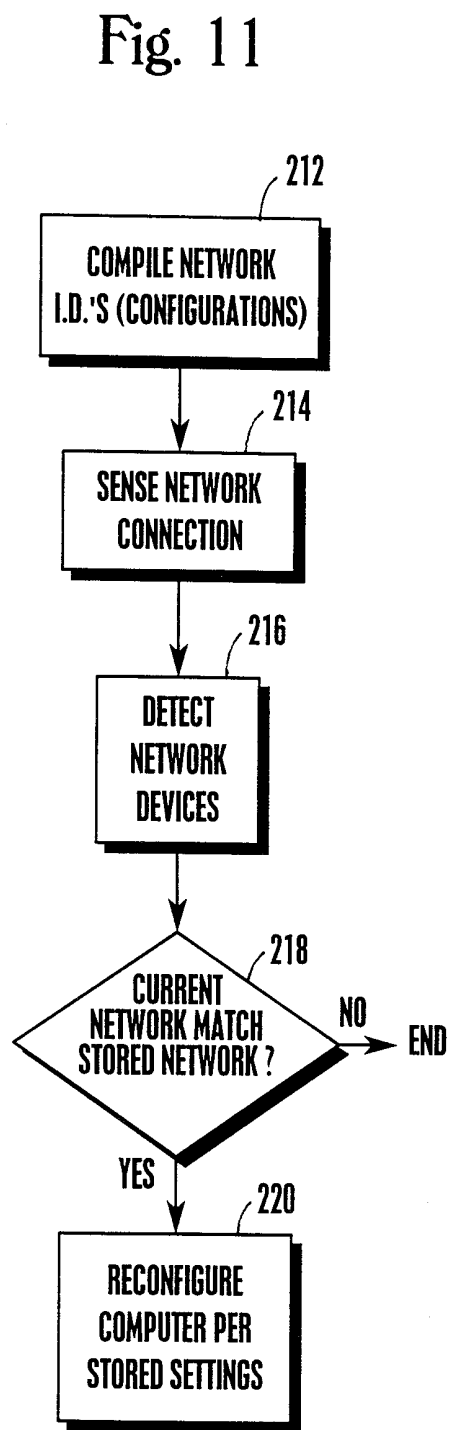 Fig. 11
212
COMPILE NETWORK
I.D.'S (CONFIGURATIONS)
214
SENSE NETWORK
CONNECTION
216
DETECT
NETWORK
DEVICES
218
CURRENT
NETWORK MATCH
STORED NETWORK ?
NO
END
YES
220
RECONFIGURE
COMPUTER PER
STORED SETTINGS